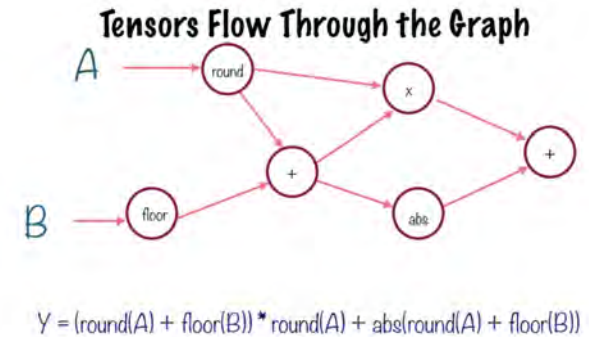 Tensors Flow Through the Graph
A
round
x
+
+
B
floor
abs
Y = (round(A) + floor(B)) * round(A) + abs(round(A) + floor(B))